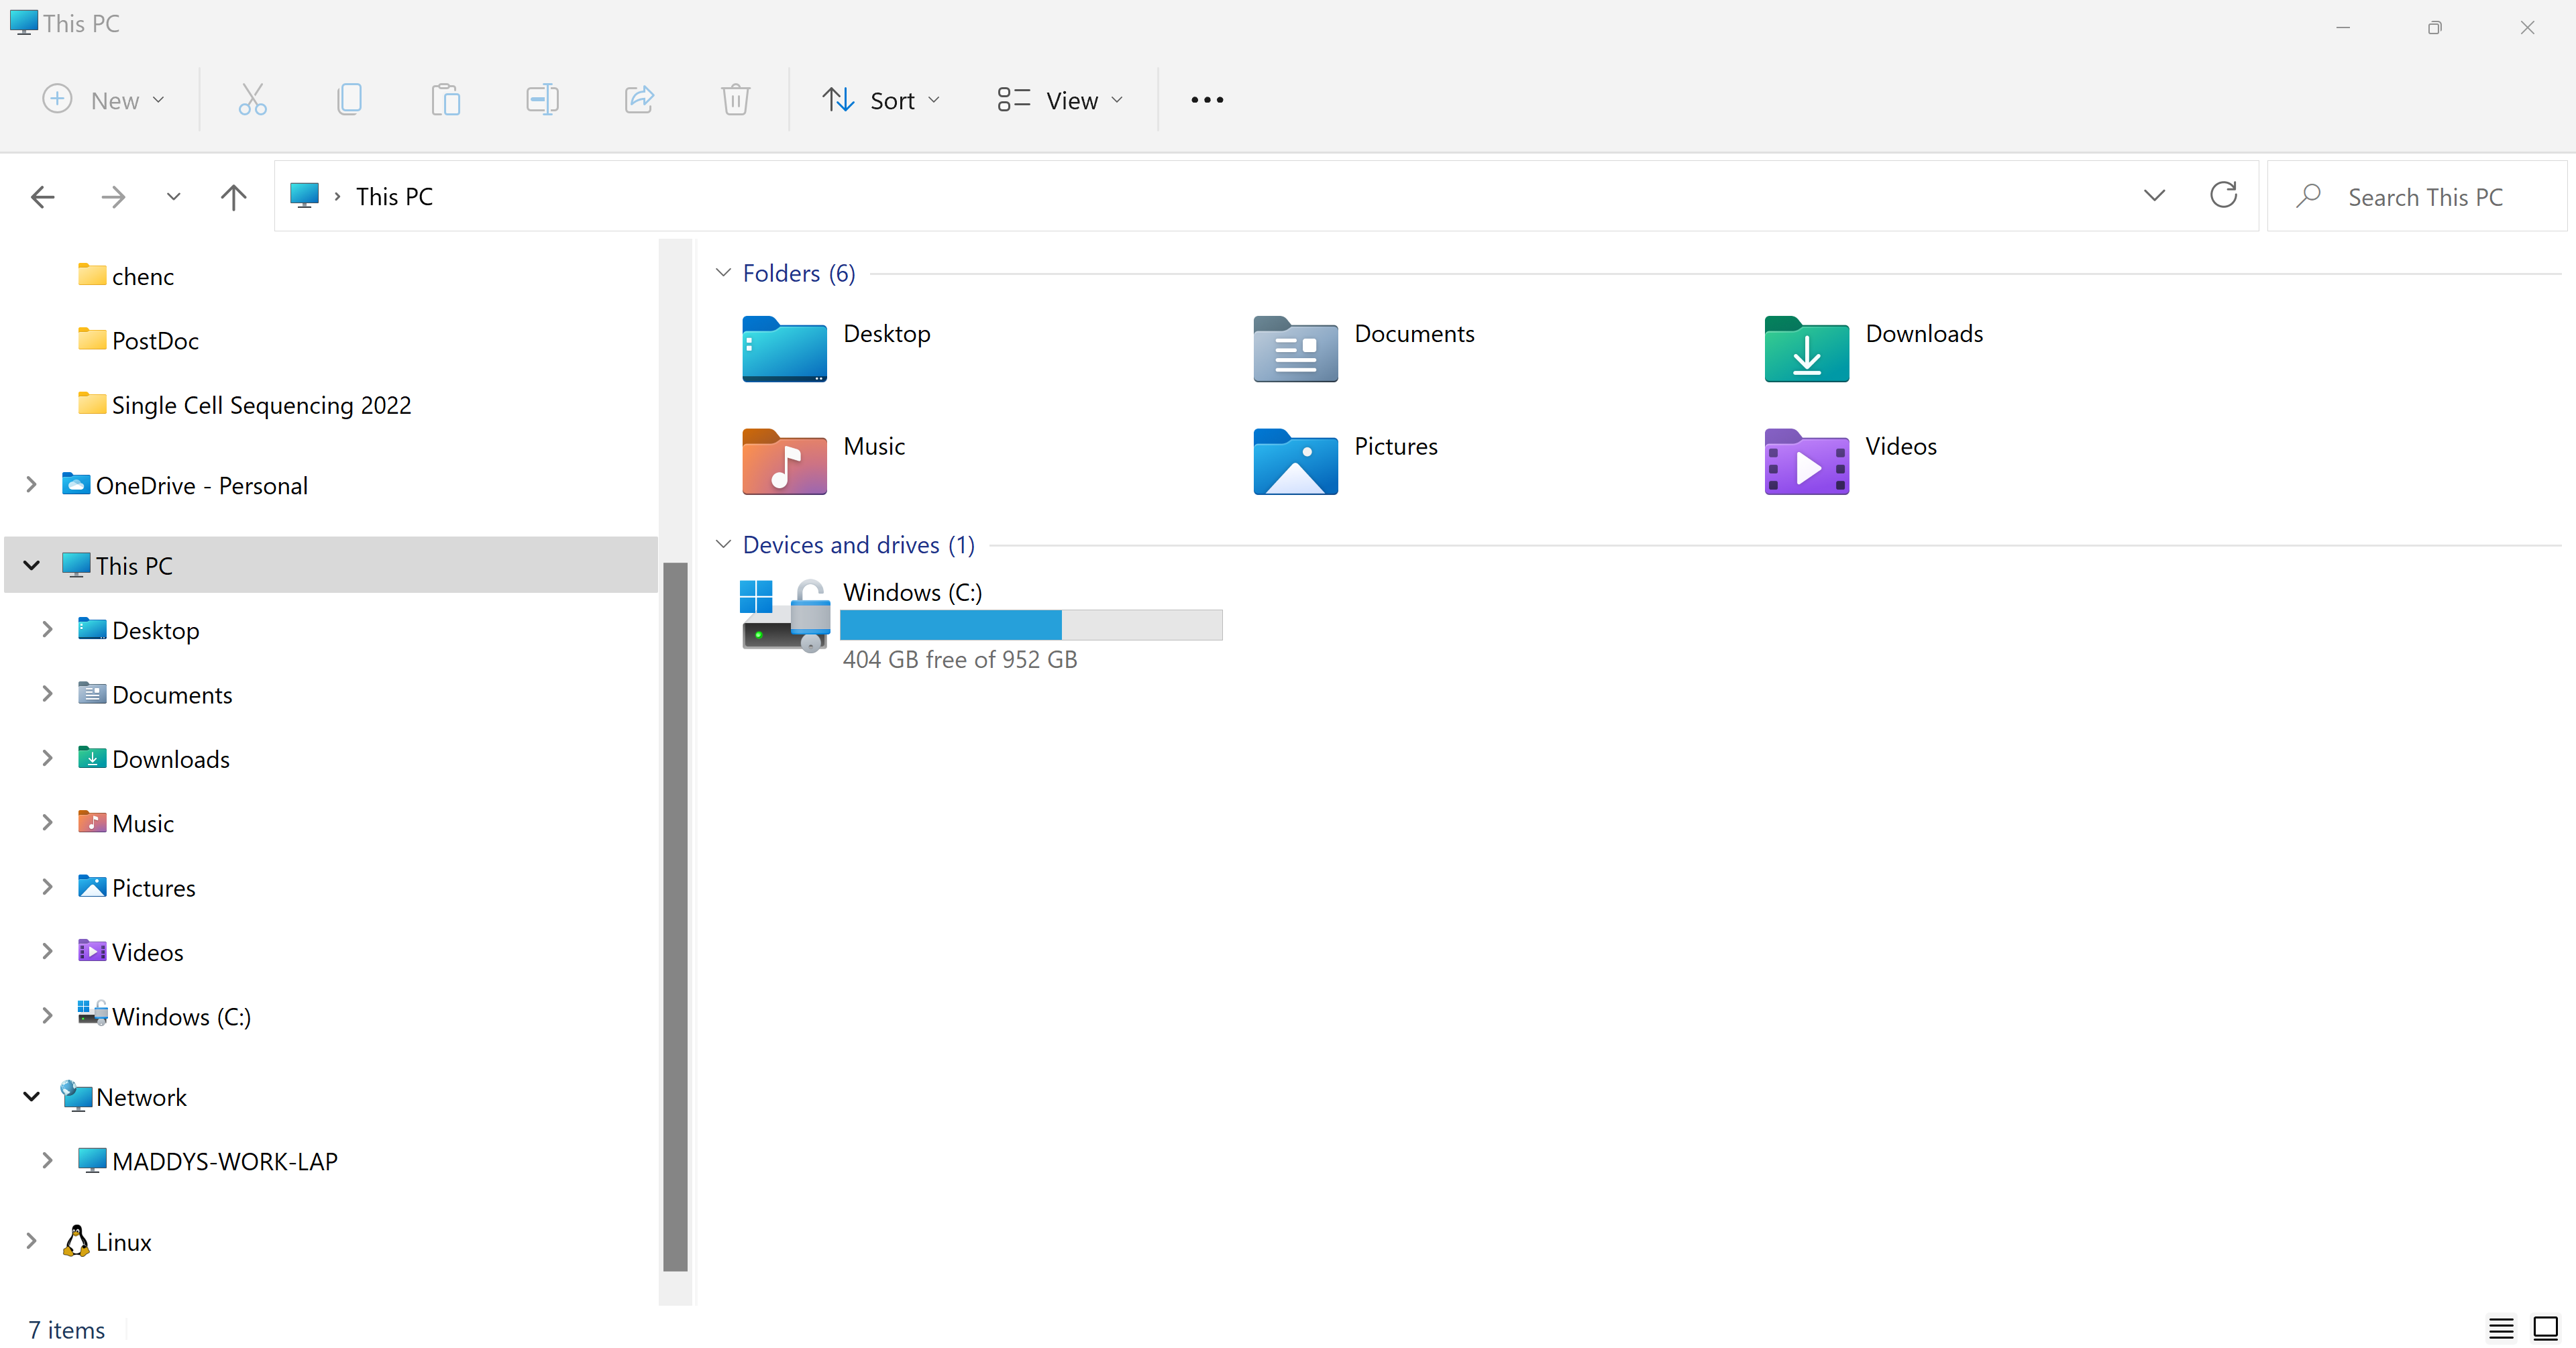 This PC
New
Sort
View
This PC
Search This PC
chenc
PostDoc
Single Cell Sequencing 2022
OneDrive - Personal
This PC
Desktop
Documents
Downloads
Music
Pictures
Videos
Windows (C:)
Network
MADDYS-WORK-LAP
Linux
Folders (6)
Desktop
Documents
Downloads
Music
Pictures
Videos
Devices and drives (1)
Windows (C:)
404 GB free of 952 GB
7 items